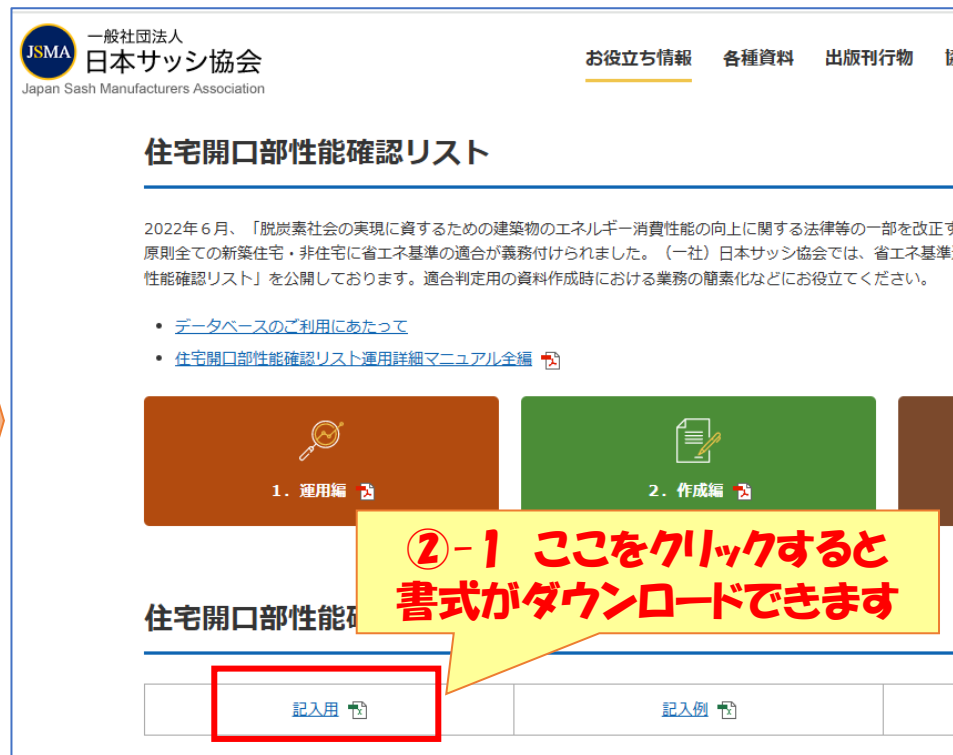 JSMA
一般社団法人
日本サッシ協会
Japan Sash Manufacturers Association
お役立ち情報 各種資料 出版刊行物
住宅開口部性能確認リスト
2022年6月、「脱炭素社会の実現に資するための建築物のエネルギー消費性能の向上に関する法律等の一部を改正す
原則全ての新築住宅・非住宅に省エネ基準の適合が義務付けられました。（一社）日本サッシ協会では、省エネ基準
性能確認リスト」を公開しております。適合判定用の資料作成時における業務の簡素化などにお役立てください。
• データベースのご利用にあたって
• 住宅開口部性能確認リスト運用詳細マニュアル全編
1．運用編
2．作成編
②-1 ここをクリックすると
書式がダウンロードできます
住宅開口部性能
記入用
記入例